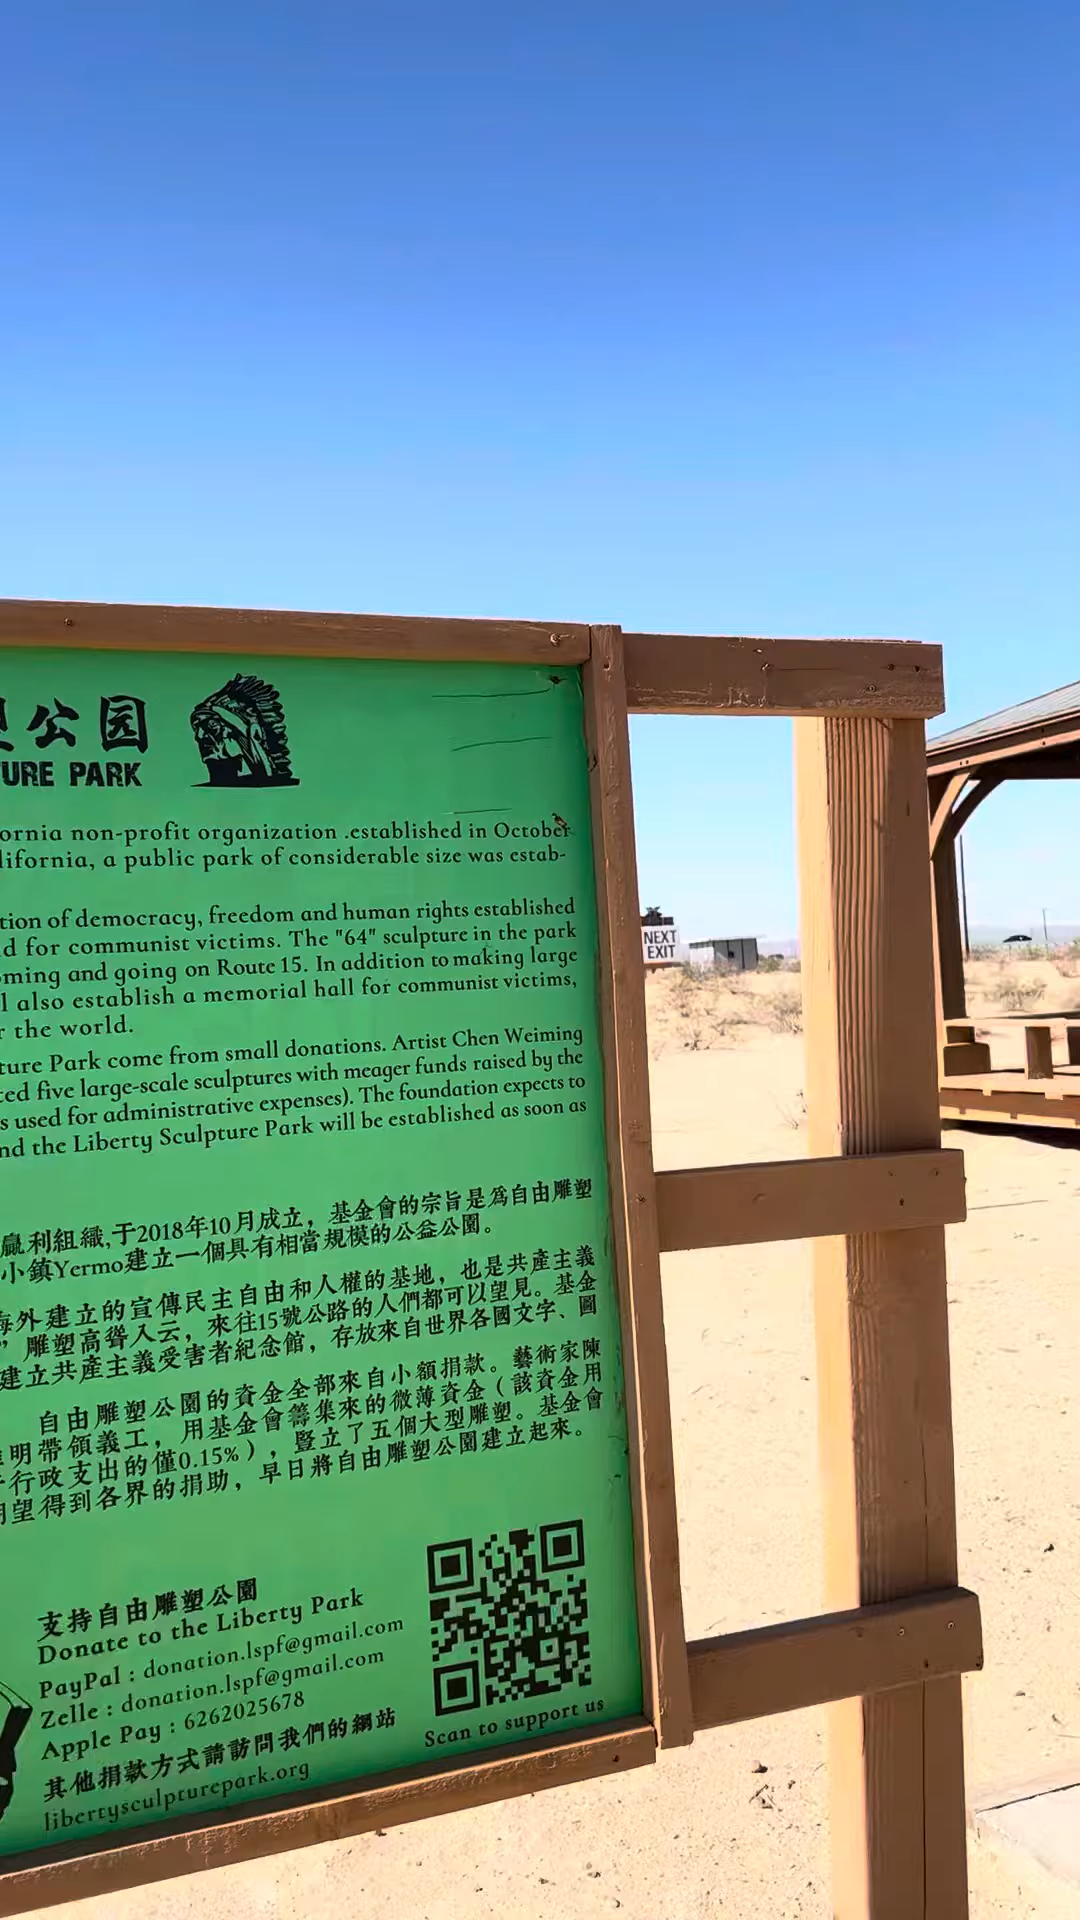 公园
TURE PARK
ornia non-profit organization .established in October
lifornia, a public park of considerable size was estab-
tion of democracy, freedom and human rights established
d for communist victims. The "64" sculpture in the park
oming and going on Route 15. In addition to making large
l also establish a memorial hall for communist victims,
r the world.
ture Park come from small donations. Artist Chen Weiming
ted five large-scale sculptures with meager funds raised by the
s used for administrative expenses). The foundation expects to
nd the Liberty Sculpture Park will be established as soon as
贏利組織,于2018年10月成立，基金會的宗旨是爲自由雕塑
小鎮Yermo建立一個具有相當規模的公益公園。
海外建立的宣傳民主自由和人權的基地，也是共產主義
”雕塑高聳入云，來往15號公路的人們都可以望見。基金
建立共產主義受害者紀念館，存放來自世界各國文字、圖
自由雕塑公園的資金全部來自小額捐款。藝術家陳
維明帶領義工，用基金會籌集來的微薄資金（該資金用
于行政支出的僅0.15%），豎立了五個大型雕塑。基金會
期望得到各界的捐助，早日將自由雕塑公園建立起來。
支持自由雕塑公園
Donate to the Liberty Park
PayPal : donation.lspf@gmail.com
Zelle : donation.lspf@gmail.com
Apple Pay : 6262025678
其他捐款方式請訪問我們的網站
libertysculpturepark.org
Scan to support us
NEXT
EXIT